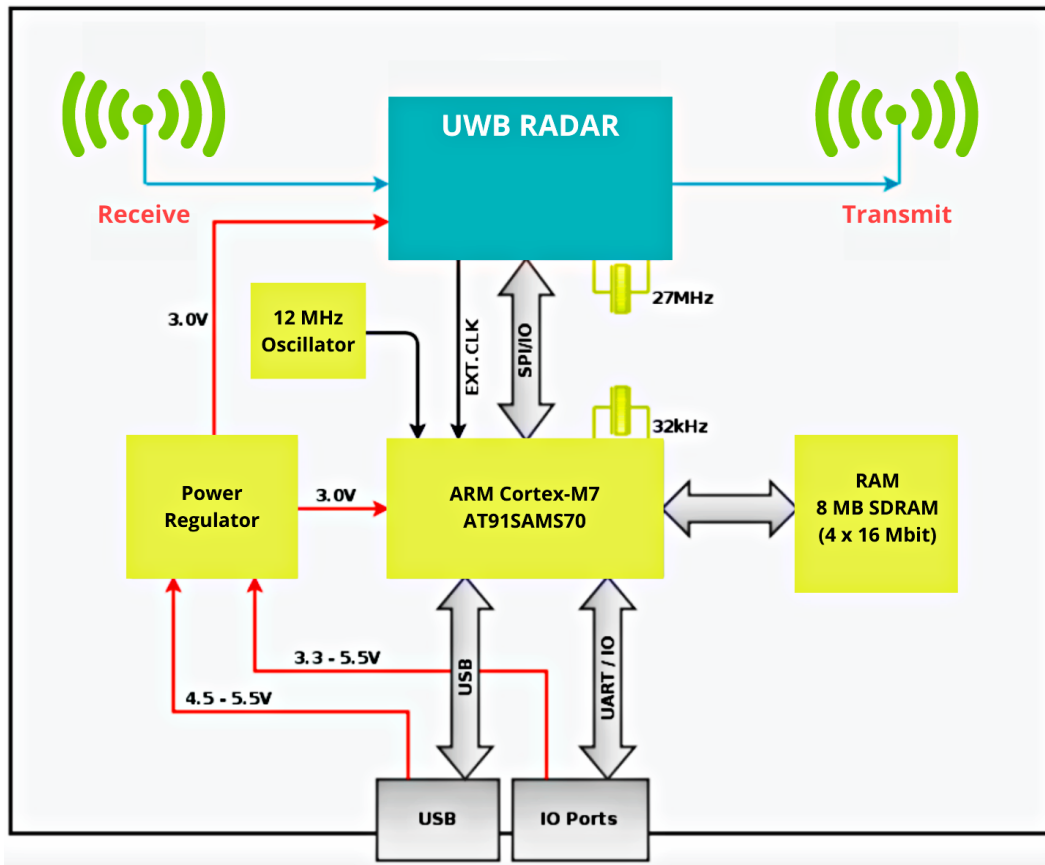 UWB RADAR
Receive
Transmit
27MHz
3.0V
12 MHz
Oscillator
EXT.CLK
SPI/IO
32kHz
Power
Regulator
3.0V
ARM Cortex-M7
AT91SAMS70
RAM
8 MB SDRAM
(4 x 16 Mbit)
3.3 - 5.5V
4.5 - 5.5V
USB
UART / IO
USB
IO Ports